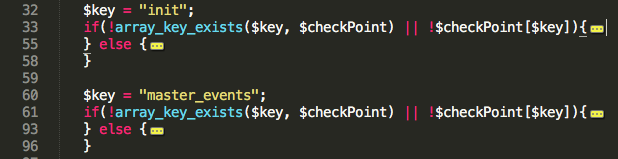 32 $key = "init";
33 if(!array_key_exists($key, $checkPoint) || !$checkPoint[$key]){
55 } else {
58 }
59
60 $key = "master_events";
61 if(!array_key_exists($key, $checkPoint) || !$checkPoint[$key]){
93 } else {
96 }